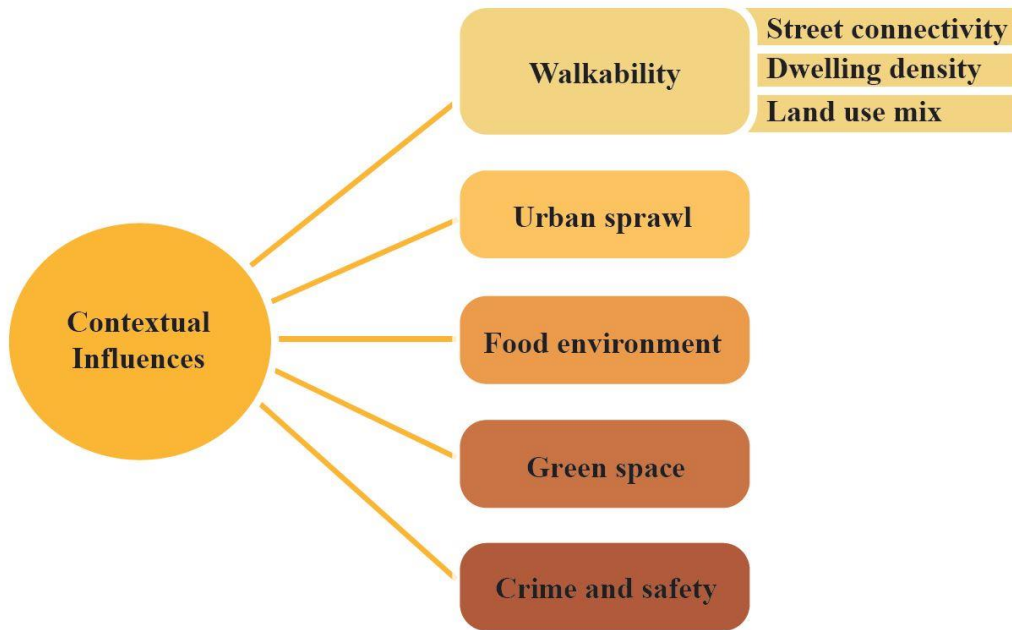 Contextual
Influences
Walkability
Street connectivity
Dwelling density
Land use mix
Urban sprawl
Food environment
Green space
Crime and safety